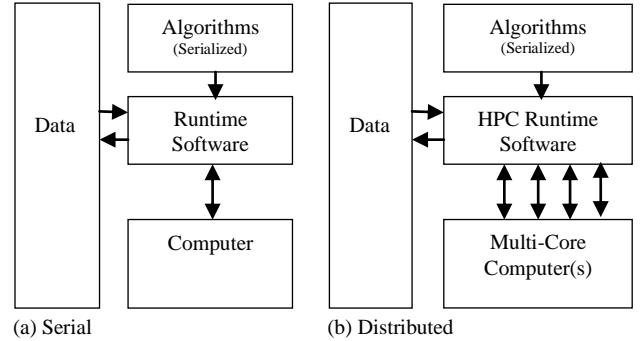 Data
Algorithms
(Serialized)
Runtime
Software
Computer
(a) Serial
Data
Algorithms
(Serialized)
HPC Runtime
Software
Multi-Core
Computer(s)
(b) Distributed